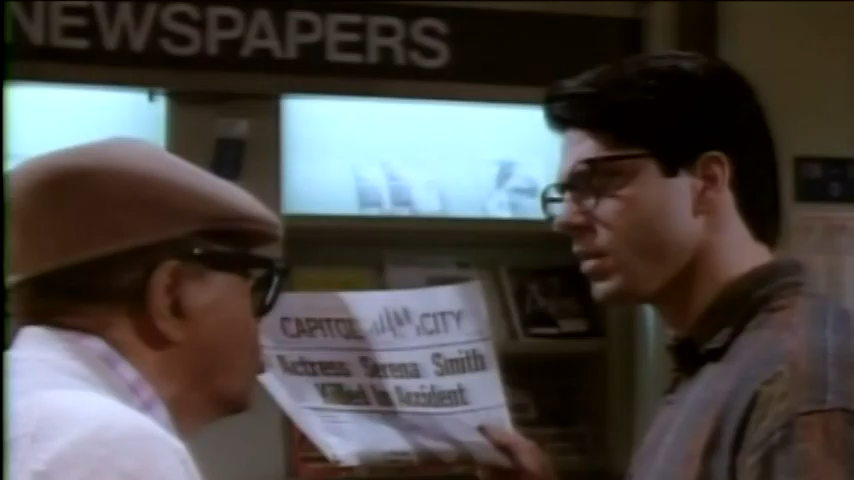 NEWSPAPERS
CAPITOL CITY
Actress Serena Smith
Killed in Accident